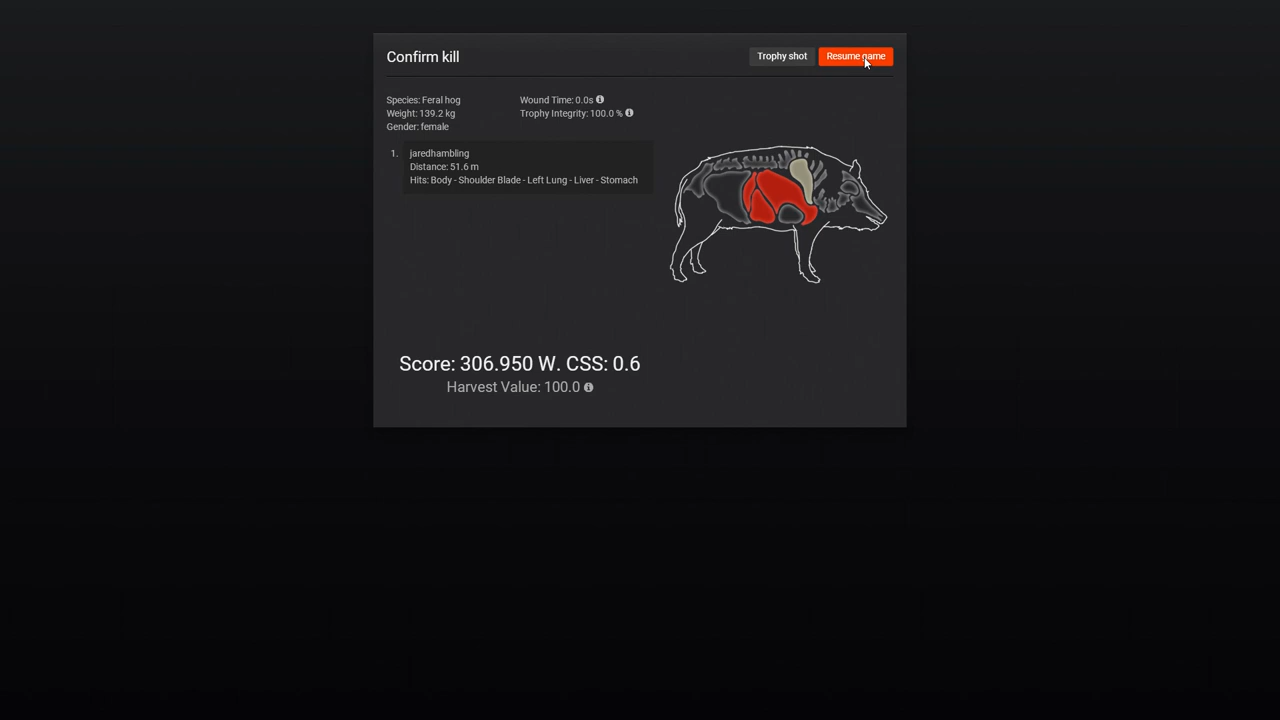 Confirm kill
Trophy shot
Resume game
Species: Feral hog
Weight: 139.2 kg
Gender: female
Wound Time: 0.0s
Trophy Integrity: 100.0 %
1.
jaredhambling
Distance: 51.6 m
Hits: Body - Shoulder Blade - Left Lung - Liver - Stomach
Score: 306.950 W. CSS: 0.6
Harvest Value: 100.0